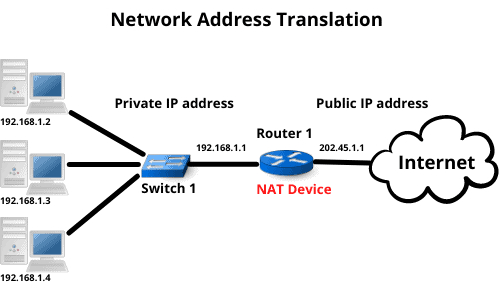 Network Address Translation
192.168.1.2
Private IP address
Public IP address
192.168.1.1
Router 1
202.45.1.1
Internet
Switch 1
NAT Device
192.168.1.3
192.168.1.4